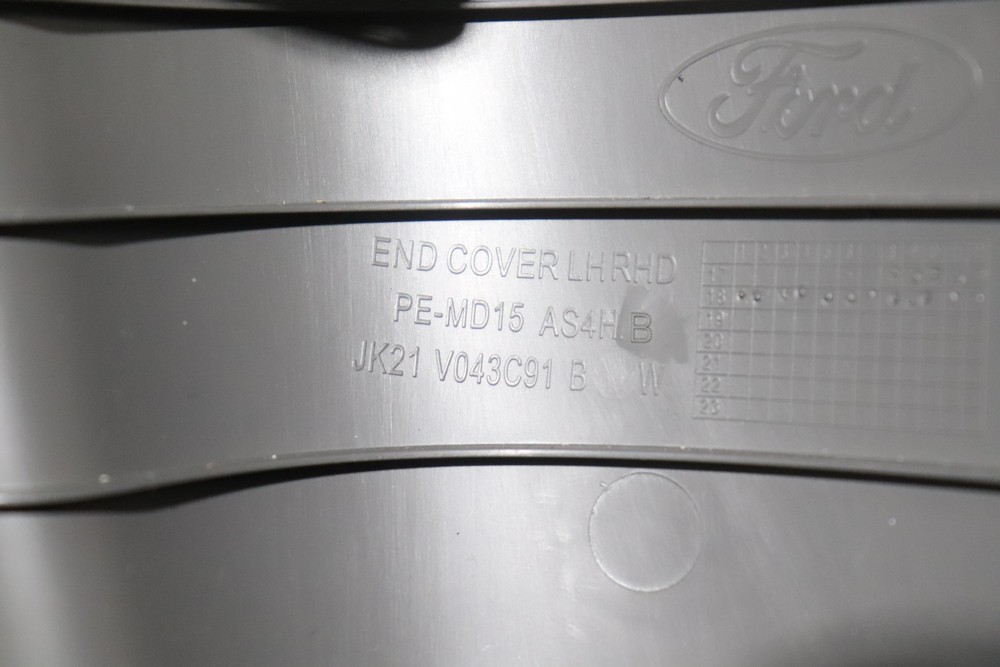 Ford
END COVER LH RHD
PE-MD15 AS4H B
JK21 V043C91 B W
17
18
19
20
21
22
23